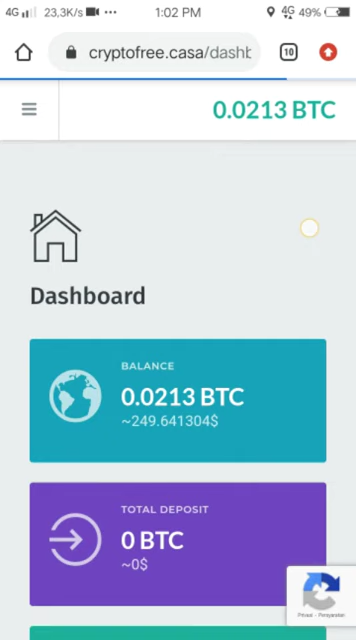 4G 23,3K/s ••• 1:02 PM 4G 49%
cryptofree.casa/dashb 10
0.0213 BTC
Dashboard
BALANCE
0.0213 BTC
~249.641304$
TOTAL DEPOSIT
0 BTC
~0$
Privasi - Persyaratan